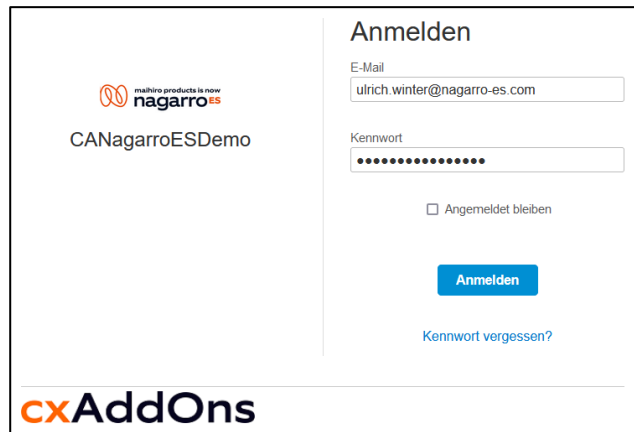 maihiro products is now
nagarro ES
CANagarroESDemo
Anmelden
E-Mail
ulrich.winter@nagarro-es.com
Kennwort
••••••••••••••••
Angemeldet bleiben
Anmelden
Kennwort vergessen?
cxAddOns